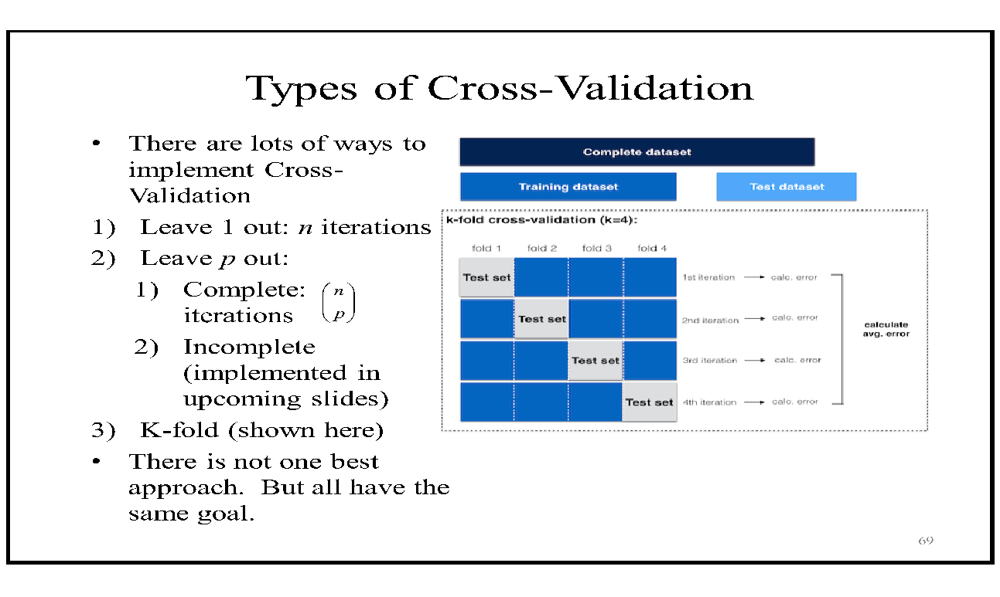 Types of Cross-Validation
• There are lots of ways to
implement Cross-
Validation
1) Leave 1 out: n iterations
2) Leave p out:
1) Complete: (n
p)
iterations
2) Incomplete
(implemented in
upcoming slides)
3) K-fold (shown here)
• There is not one best
approach. But all have the
same goal.
Complete dataset
Training dataset Test dataset
k-fold cross-validation (k=4):
fold 1 fold 2 fold 3 fold 4
Test set 1st iteration → calc. error
Test set 2nd iteration → calc. error
calculate
avg. error
Test set 3rd iteration → calc. error
Test set 4th iteration → calc. error
69